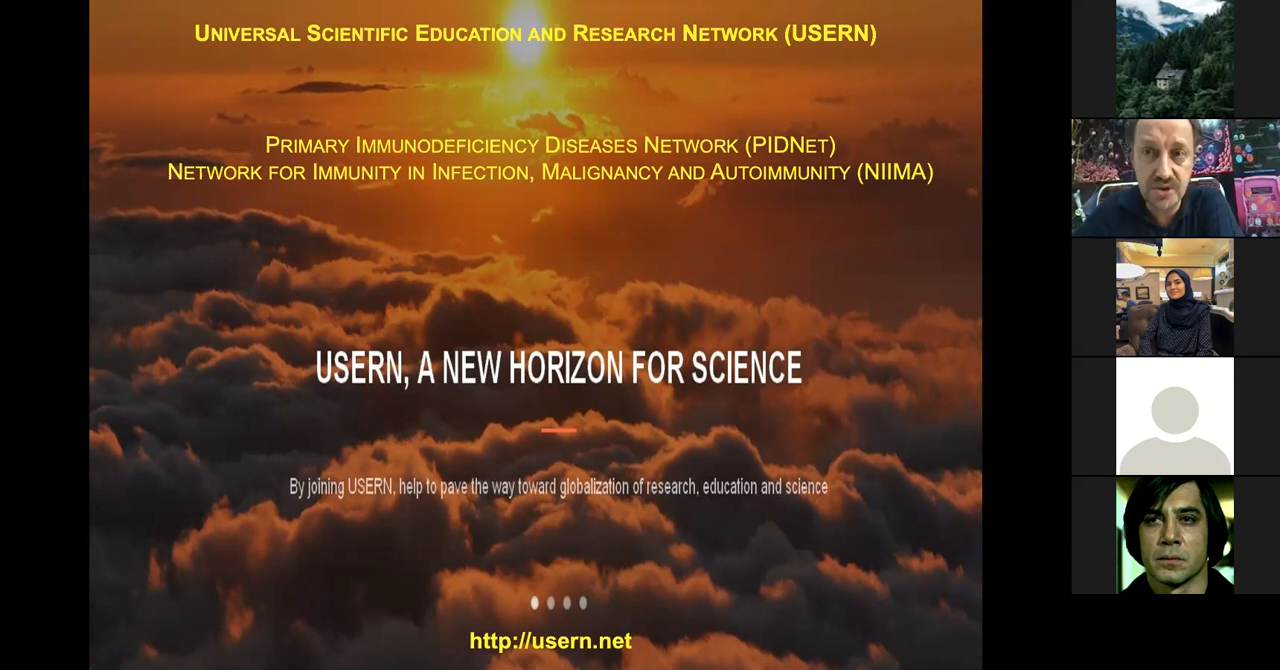 UNIVERSAL SCIENTIFIC EDUCATION AND RESEARCH NETWORK (USERN)
PRIMARY IMMUNODEFICIENCY DISEASES NETWORK (PIDNET)
NETWORK FOR IMMUNITY IN INFECTION, MALIGNANCY AND AUTOIMMUNITY (NIIMA)
USERN, A NEW HORIZON FOR SCIENCE
By joining USERN, help to pave the way toward globalization of research, education and science
http://usern.net